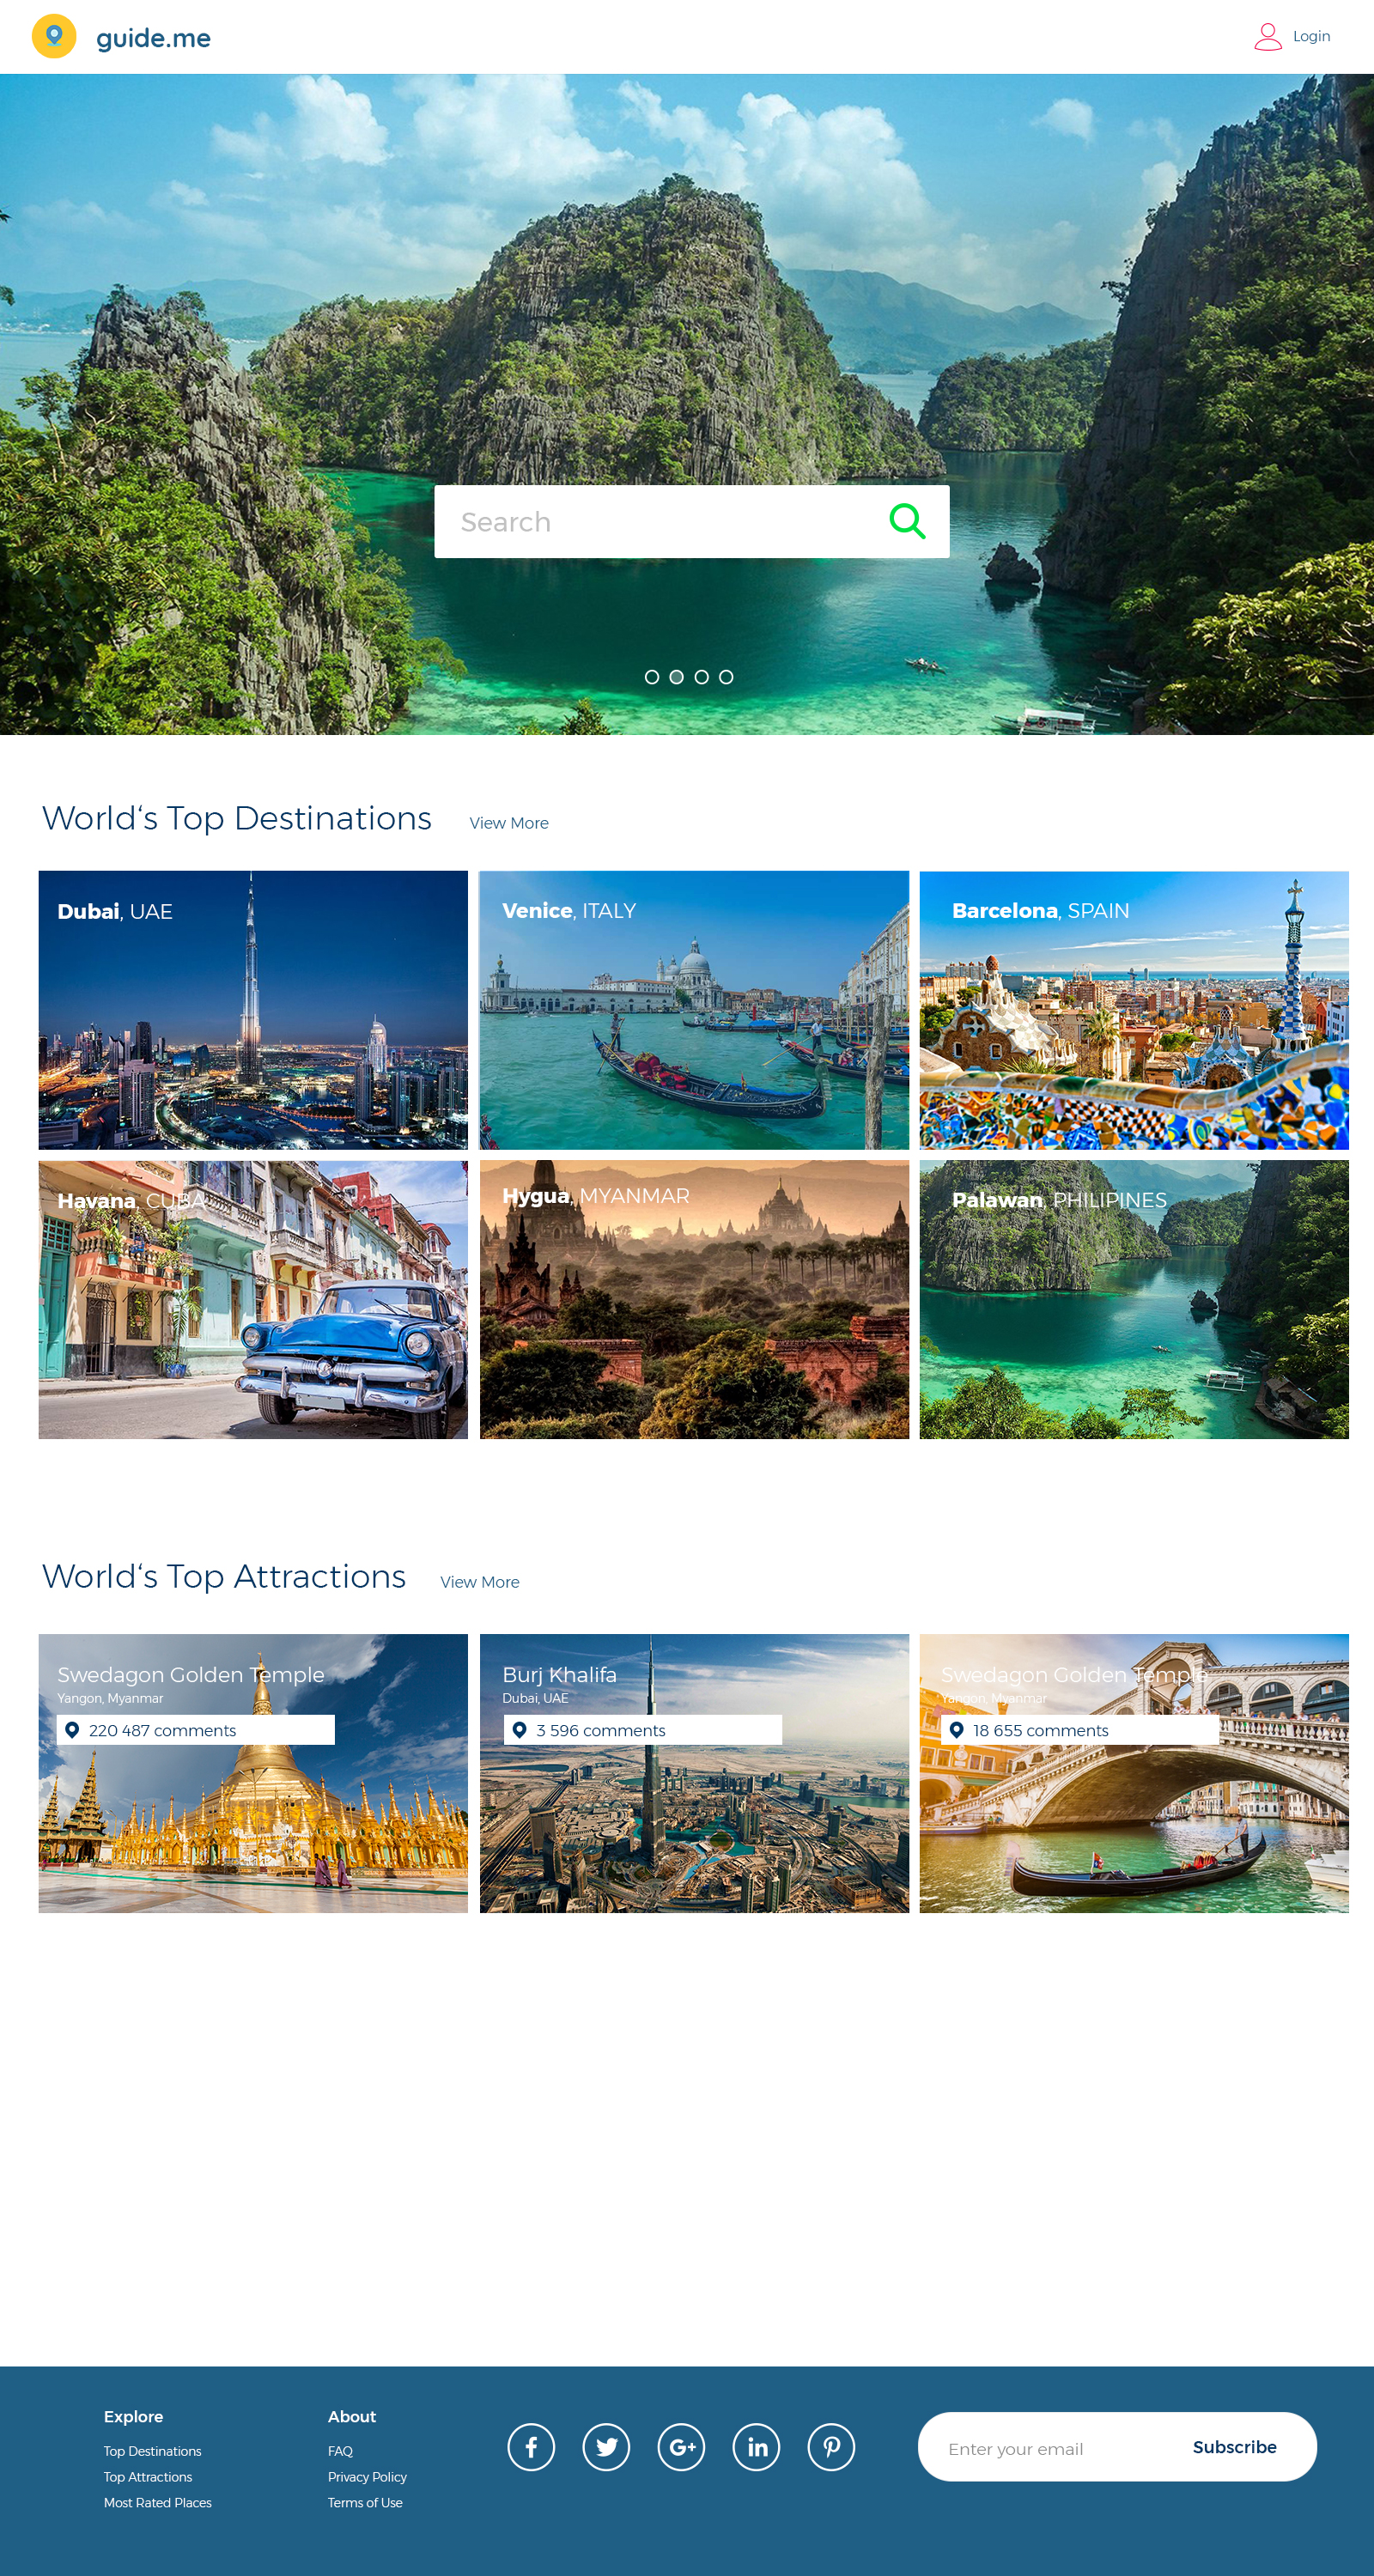 guide.me
Login
Search
World‘s Top Destinations
View More
Dubai, UAE
Venice, ITALY
Barcelona, SPAIN
Havana, CUBA
Hygua, MYANMAR
Palawan, PHILIPINES
World‘s Top Attractions
View More
Swedagon Golden Temple
Yangon, Myanmar
220 487 comments
Burj Khalifa
Dubai, UAE
3 596 comments
Swedagon Golden Temple
Yangon, Myanmar
18 655 comments
Explore
Top Destinations
Top Attractions
Most Rated Places
About
FAQ
Privacy Policy
Terms of Use
Enter your email
Subscribe